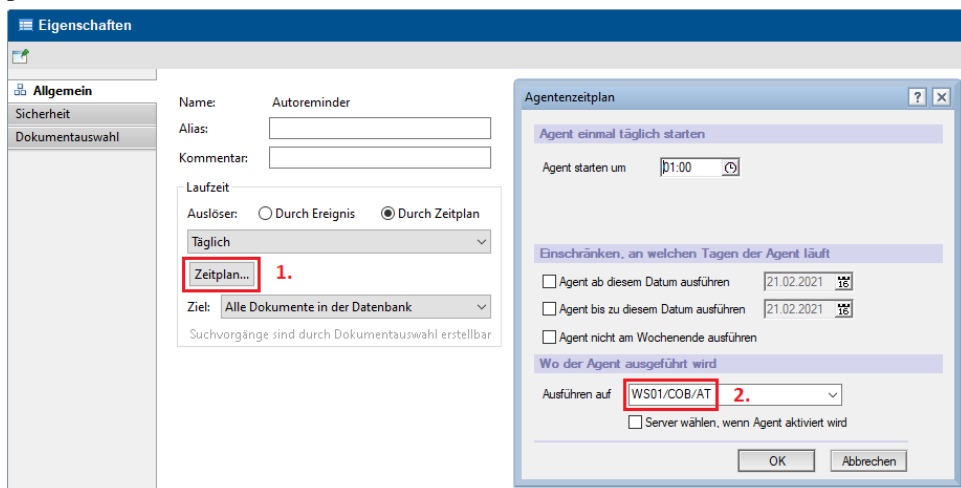 Eigenschaften
Allgemein
Sicherheit
Dokumentauswahl
Name: Autoreminder
Alias:
Kommentar:
Laufzeit
Auslöser: Durch Ereignis Durch Zeitplan
Täglich
Zeitplan... 1.
Ziel: Alle Dokumente in der Datenbank
Suchvorgänge sind durch Dokumentauswahl erstellbar
Agentenzeitplan ? X
Agent einmal täglich starten
Agent starten um 01:00
Einschränken, an welchen Tagen der Agent läuft
Agent ab diesem Datum ausführen 21.02.2021 16
Agent bis zu diesem Datum ausführen 21.02.2021 16
Agent nicht am Wochenende ausführen
Wo der Agent ausgeführt wird
Ausführen auf WS01/COB/AT 2.
Server wählen, wenn Agent aktiviert wird
OK Abbrechen